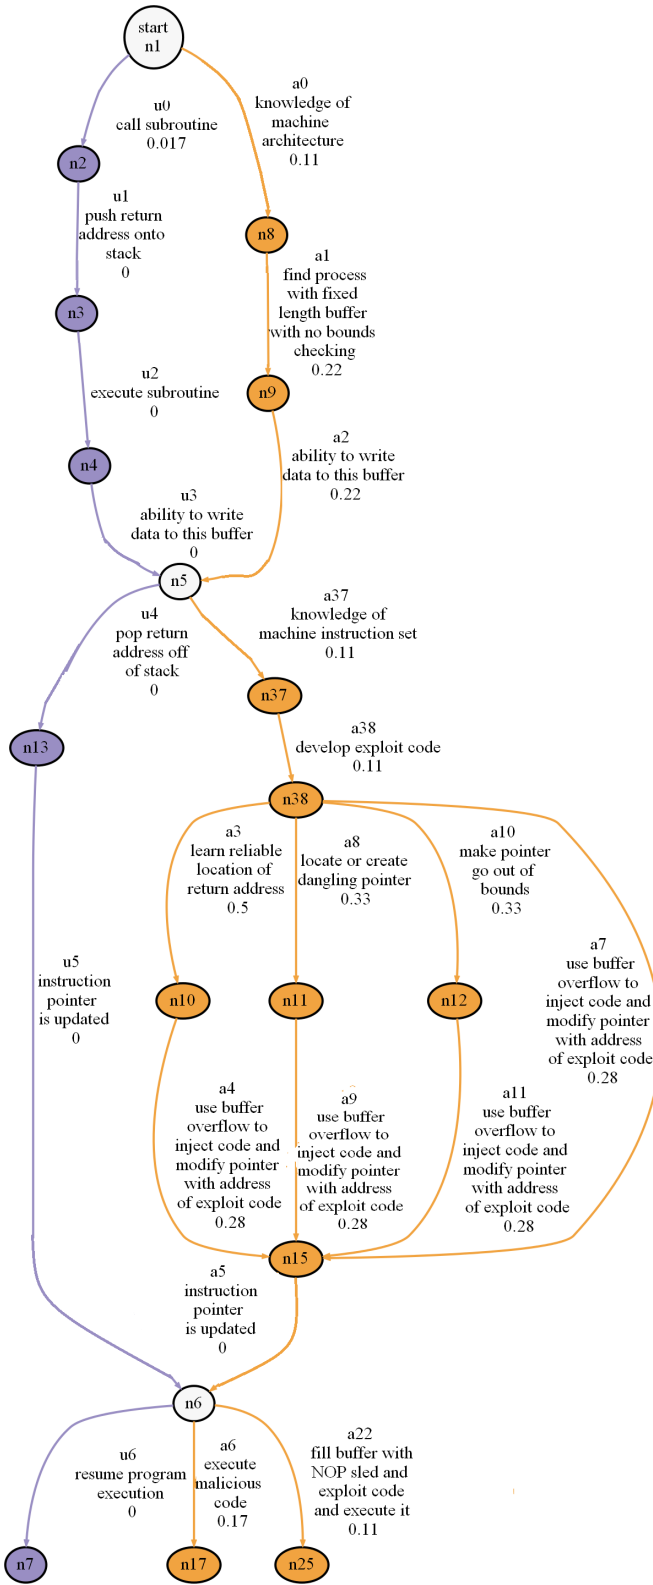 start
n1
u0
call subroutine
0.017
a0
knowledge of
machine
architecture
0.11
n2
u1
push return
address onto
stack
0
n8
a1
find process
with fixed
length buffer
with no bounds
checking
0.22
n3
u2
execute subroutine
0
n9
a2
ability to write
data to this buffer
0.22
n4
u3
ability to write
data to this buffer
0
n5
u4
pop return
address off
of stack
0
a37
knowledge of
machine instruction set
0.11
n37
n13
a38
develop exploit code
0.11
n38
a3
learn reliable
location of
return address
0.5
a8
locate or create
dangling pointer
0.33
a10
make pointer
go out of
bounds
0.33
a7
use buffer
overflow to
inject code and
modify pointer
with address
of exploit code
0.28
u5
instruction
pointer
is updated
0
n10
n11
n12
a4
use buffer
overflow to
inject code and
modify pointer
with address
of exploit code
0.28
a9
use buffer
overflow to
inject code and
modify pointer
with address
of exploit code
0.28
a11
use buffer
overflow to
inject code and
modify pointer
with address
of exploit code
0.28
n15
a5
instruction
pointer
is updated
0
n6
u6
resume program
execution
0
a6
execute
malicious
code
0.17
a22
fill buffer with
NOP sled and
exploit code
and execute it
0.11
n7
n17
n25